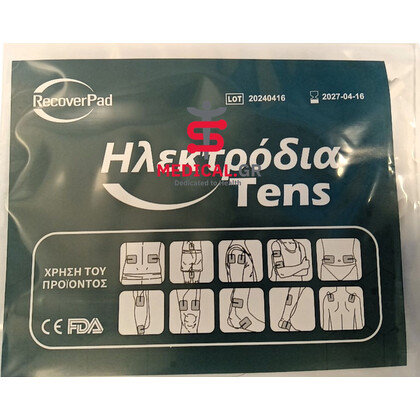 RecoverPad
LOT 20240416 2027-04-16
Ηλεκτρόδια
MEDICAL.GR
Dedicated to Health
Tens
ΧΡΗΣΗ ΤΟΥ
ΠΡΟΪΟΝΤΟΣ
CE FDA